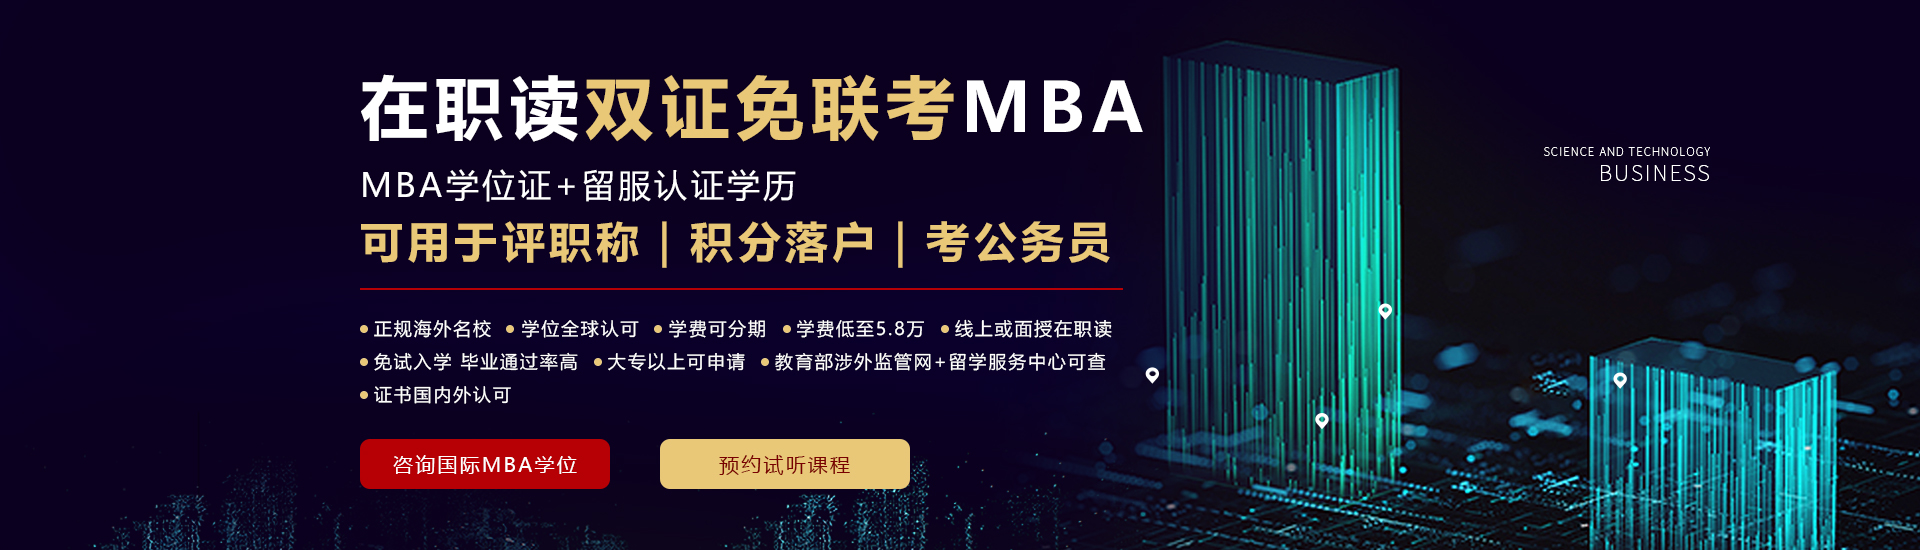 在职读双证免联考MBA
MBA学位证+留服认证学历
可用于评职称｜积分落户｜考公务员
SCIENCE AND TECHNOLOGY
BUSINESS
正规海外名校 学位全球认可 学费可分期 学费低至5.8万 线上或面授在职读
免试入学 毕业通过率高 大专以上可申请 教育部涉外监管网+留学服务中心可查
证书国内外认可
咨询国际MBA学位 预约试听课程